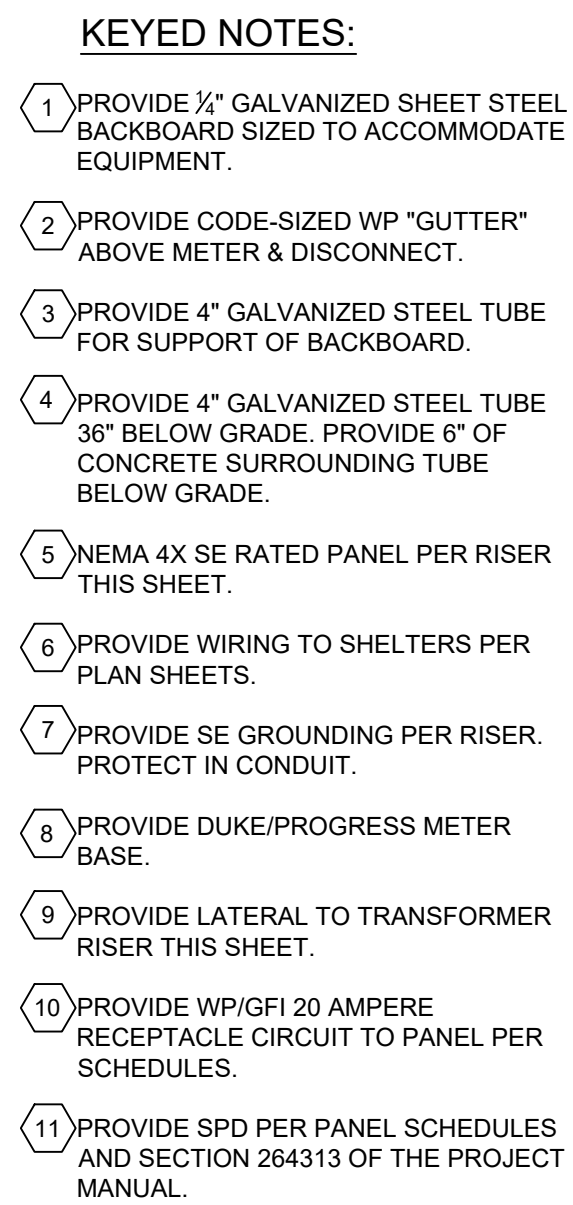 KEYED NOTES:
1 PROVIDE ¼" GALVANIZED SHEET STEEL
BACKBOARD SIZED TO ACCOMMODATE
EQUIPMENT.
2 PROVIDE CODE-SIZED WP "GUTTER"
ABOVE METER & DISCONNECT.
3 PROVIDE 4" GALVANIZED STEEL TUBE
FOR SUPPORT OF BACKBOARD.
4 PROVIDE 4" GALVANIZED STEEL TUBE
36" BELOW GRADE. PROVIDE 6" OF
CONCRETE SURROUNDING TUBE
BELOW GRADE.
5 NEMA 4X SE RATED PANEL PER RISER
THIS SHEET.
6 PROVIDE WIRING TO SHELTERS PER
PLAN SHEETS.
7 PROVIDE SE GROUNDING PER RISER.
PROTECT IN CONDUIT.
8 PROVIDE DUKE/PROGRESS METER
BASE.
9 PROVIDE LATERAL TO TRANSFORMER
RISER THIS SHEET.
10 PROVIDE WP/GFI 20 AMPERE
RECEPTACLE CIRCUIT TO PANEL PER
SCHEDULES.
11 PROVIDE SPD PER PANEL SCHEDULES
AND SECTION 264313 OF THE PROJECT
MANUAL.